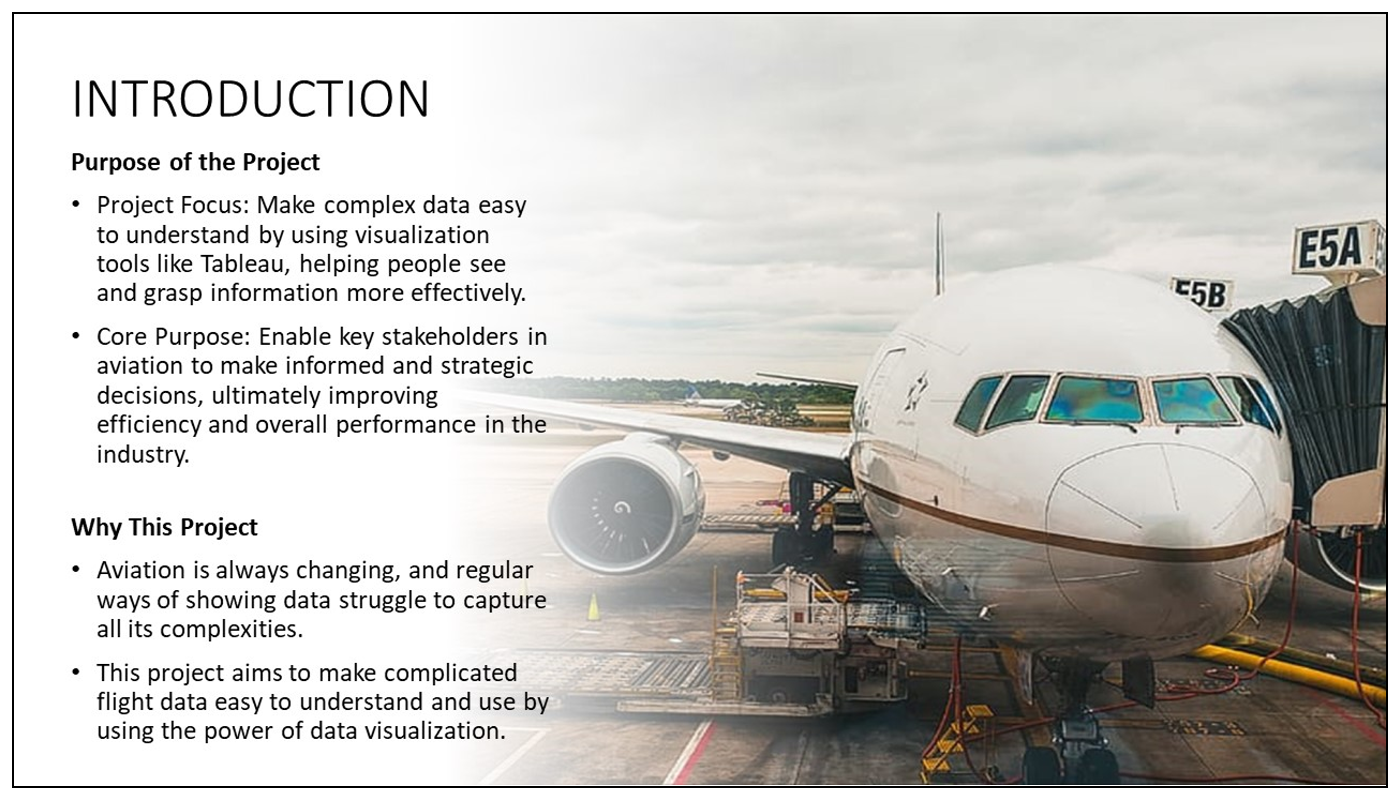 INTRODUCTION
Purpose of the Project
• Project Focus: Make complex data easy
to understand by using visualization
tools like Tableau, helping people see
and grasp information more effectively.
• Core Purpose: Enable key stakeholders in
aviation to make informed and strategic
decisions, ultimately improving
efficiency and overall performance in the
industry.
Why This Project
• Aviation is always changing, and regular
ways of showing data struggle to capture
all its complexities.
• This project aims to make complicated
flight data easy to understand and use by
using the power of data visualization.
E5A
E5B